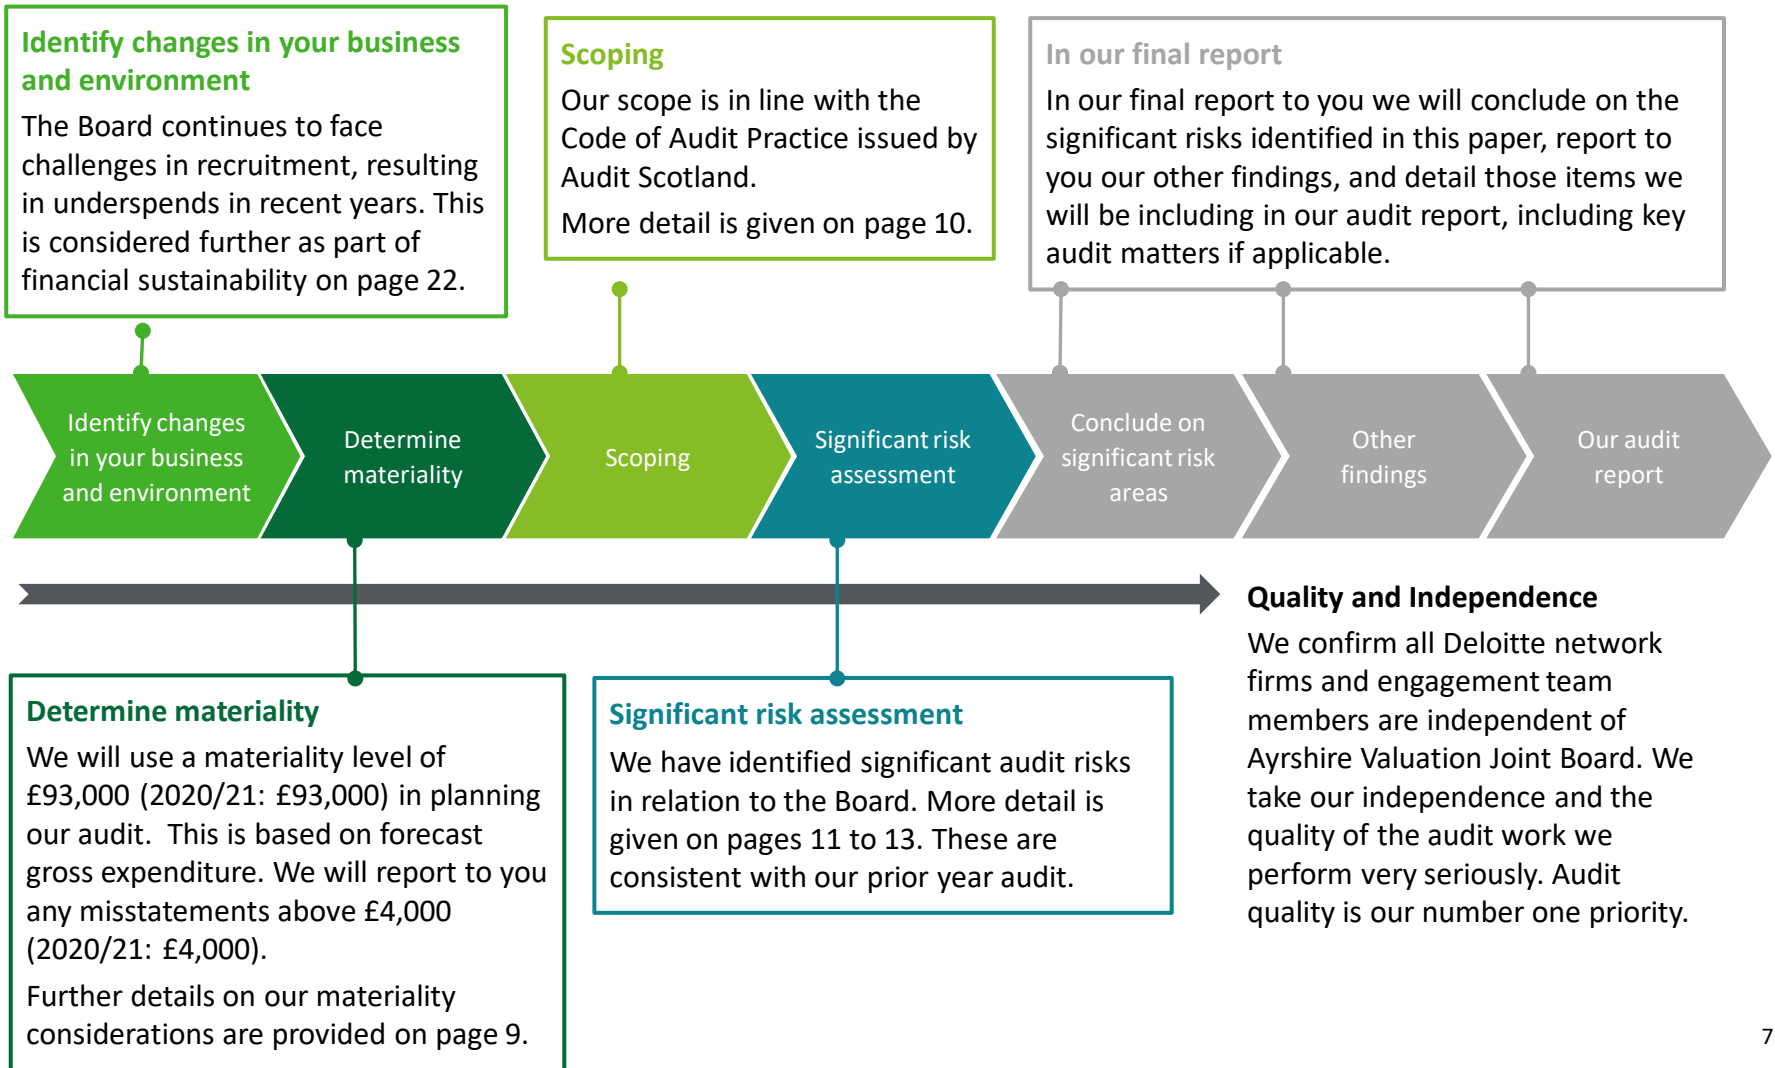 Identify changes in your business
and environment
The Board continues to face
challenges in recruitment, resulting
in underspends in recent years. This
is considered further as part of
financial sustainability on page 22.
Scoping
Our scope is in line with the
Code of Audit Practice issued by
Audit Scotland.
More detail is given on page 10.
In our final report
In our final report to you we will conclude on the
significant risks identified in this paper, report to
you our other findings, and detail those items we
will be including in our audit report, including key
audit matters if applicable.
Identify changes
in your business
and environment
Determine
materiality
Scoping
Significant risk
assessment
Conclude on
significant risk
areas
Other
findings
Our audit
report
Determine materiality
We will use a materiality level of
£93,000 (2020/21: £93,000) in planning
our audit.  This is based on forecast
gross expenditure. We will report to you
any misstatements above £4,000
(2020/21: £4,000).
Further details on our materiality
considerations are provided on page 9.
Significant risk assessment
We have identified significant audit risks
in relation to the Board. More detail is
given on pages 11 to 13. These are
consistent with our prior year audit.
Quality and Independence
We confirm all Deloitte network
firms and engagement team
members are independent of
Ayrshire Valuation Joint Board. We
take our independence and the
quality of the audit work we
perform very seriously. Audit
quality is our number one priority.
7